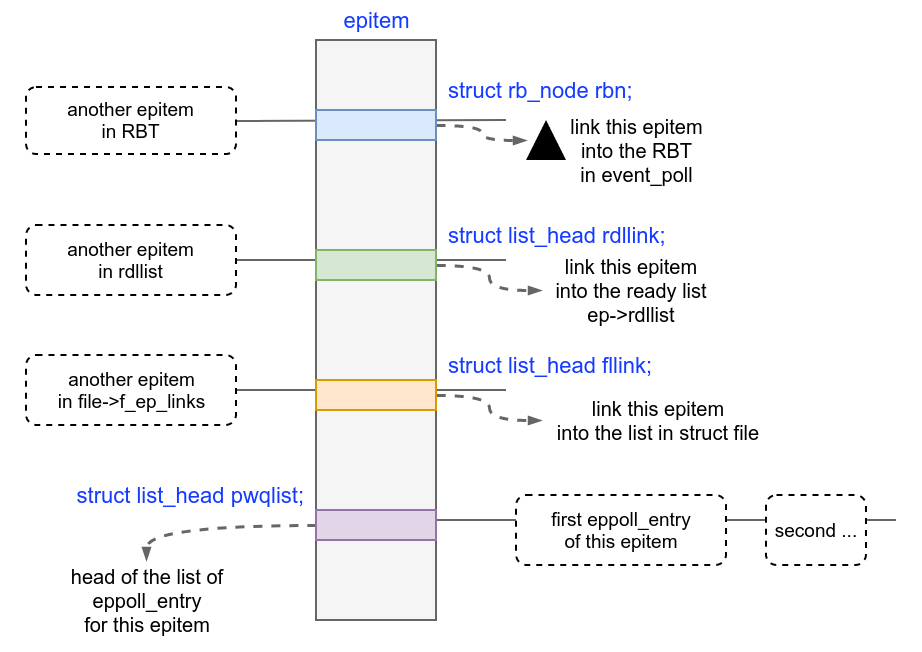 epitem
struct rb_node rbn;
another epitem
in RBT
link this epitem
into the RBT
in event_poll
struct list_head rdllink;
another epitem
in rdllist
link this epitem
into the ready list
ep->rdllist
struct list_head fllink;
another epitem
in file->f_ep_links
link this epitem
into the list in struct file
struct list_head pwqlist;
first eppoll_entry
of this epitem
second ...
head of the list of
eppoll_entry
for this epitem